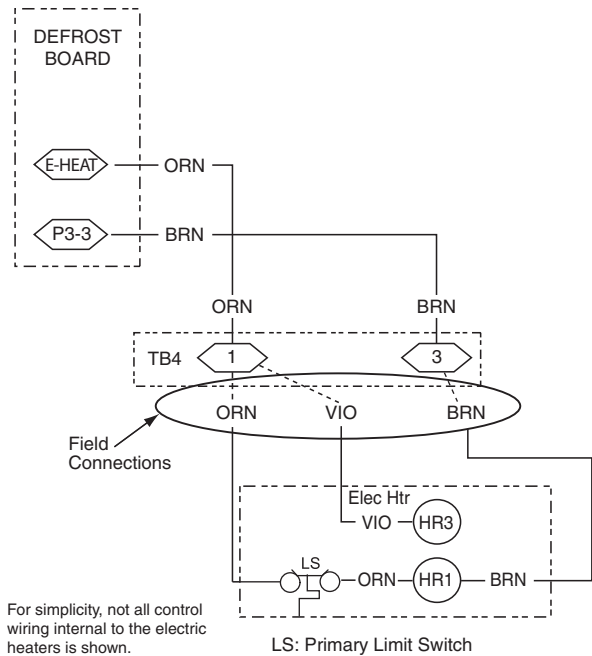 DEFROST
BOARD
E-HEAT
ORN
P3-3
BRN
ORN
BRN
TB4
1
3
ORN
VIO
BRN
Field
Connections
Elec Htr
VIO
HR3
LS
ORN
HR1
BRN
For simplicity, not all control
wiring internal to the electric
heaters is shown.
LS: Primary Limit Switch